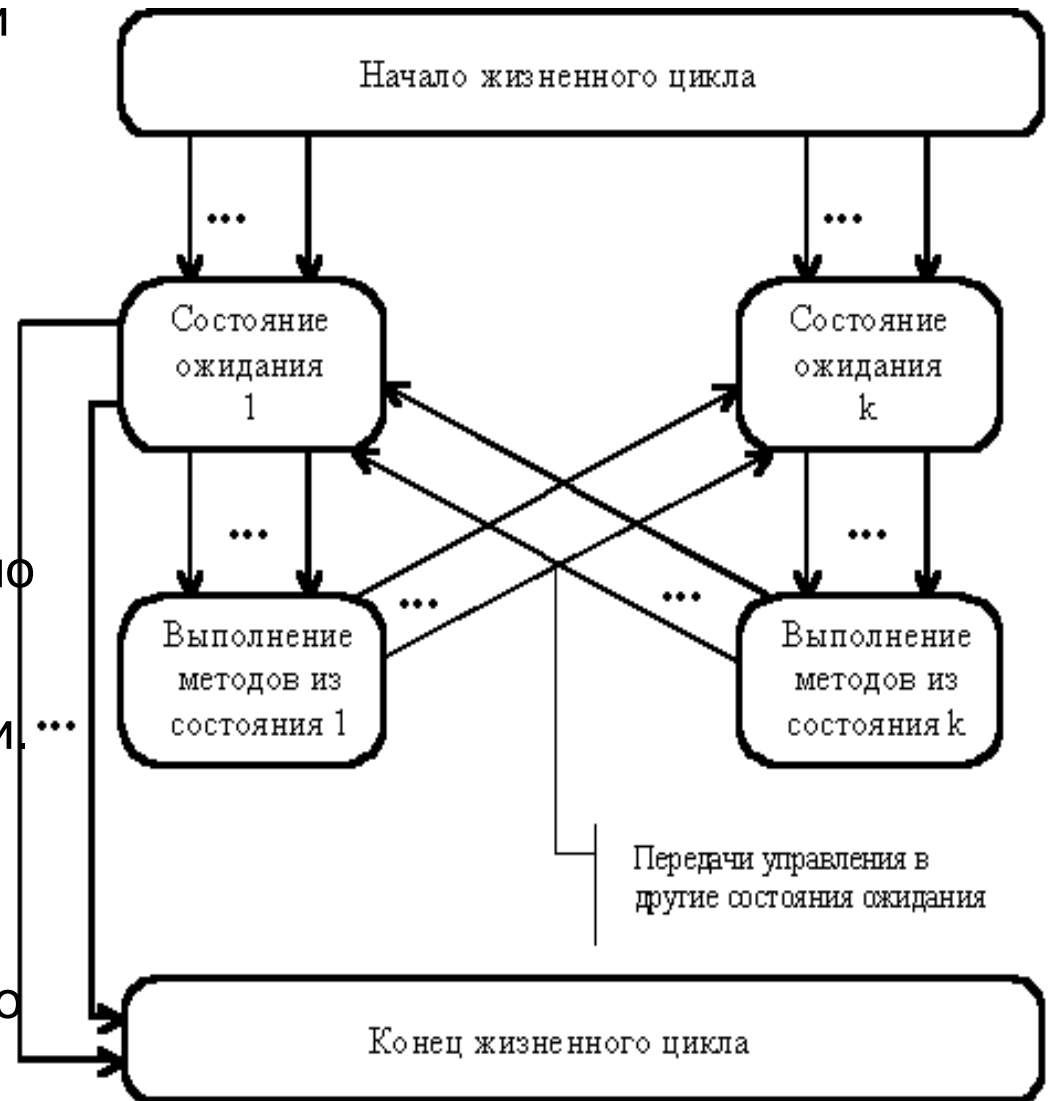 и
Начало жизненного цикла
...
...
Состояние
ожидания
1
Состояние
ожидания
k
...
...
но
...
...
Выполнение
методов из
состояния 1
Выполнение
методов из
состояния k
и.
...
Передачи управления в
другие состояния ожидания
о
Конец жизненного цикла